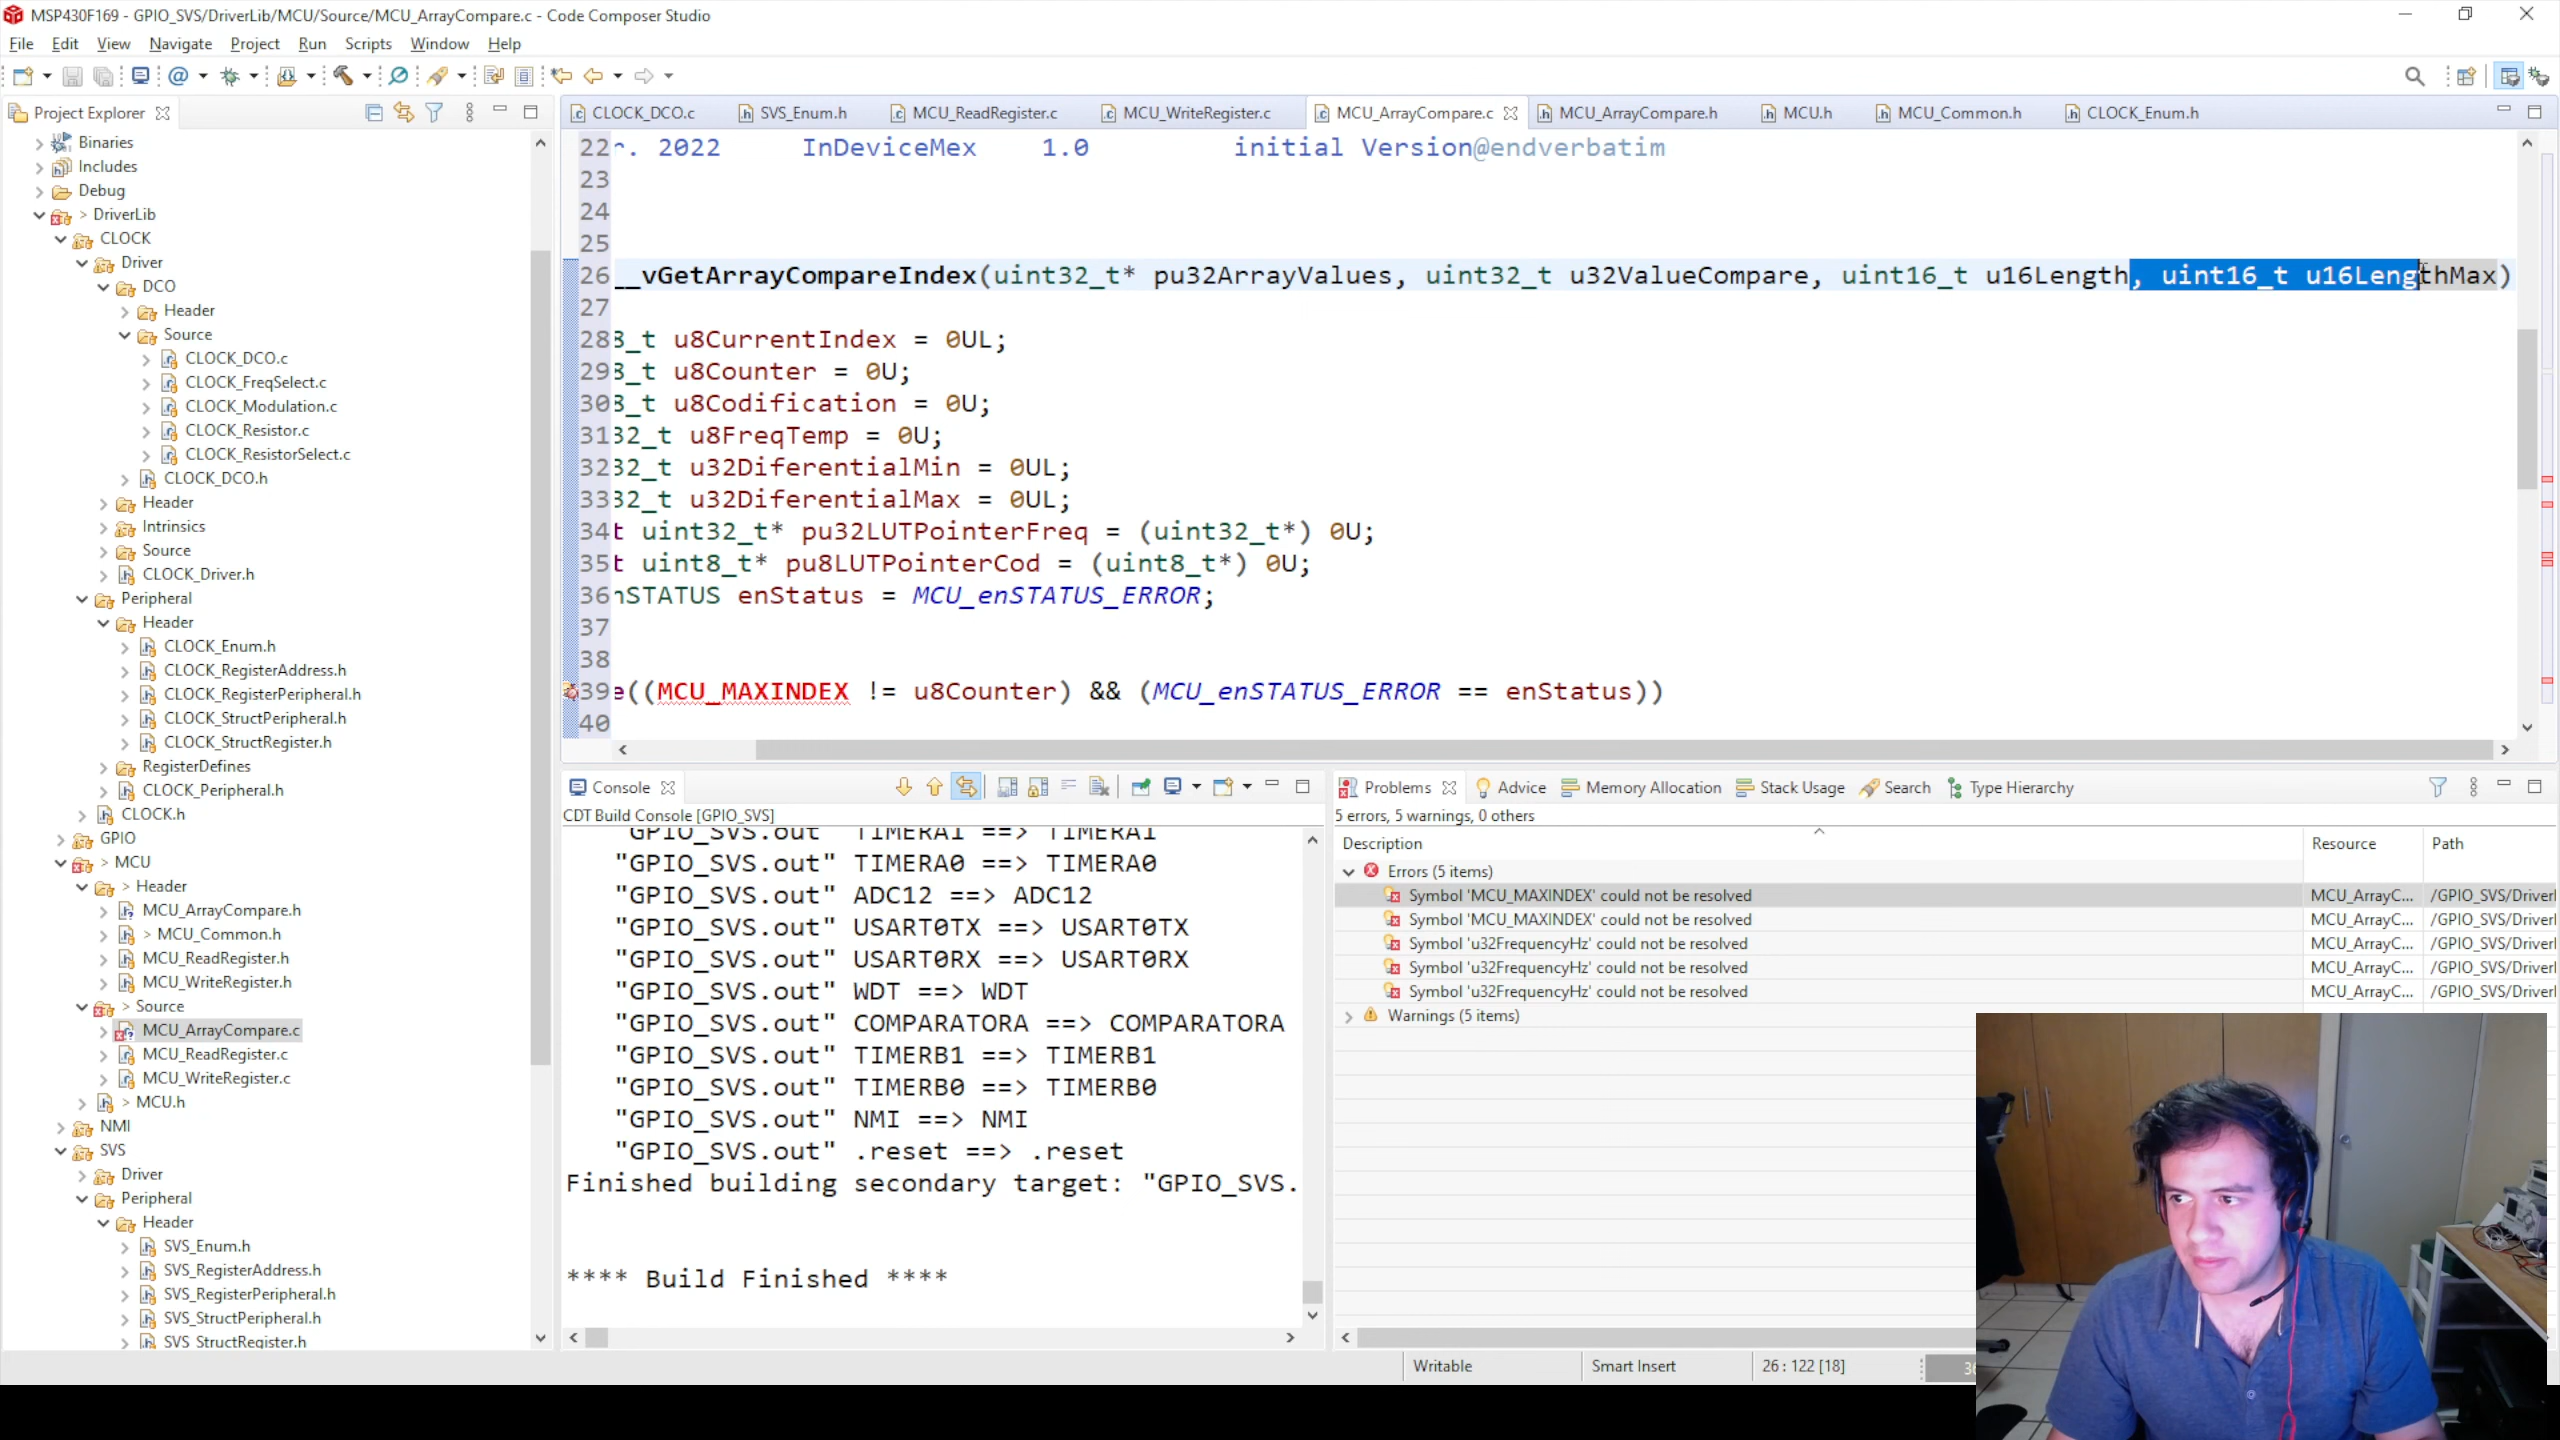 MSP430F169 - GPIO_SVS/DriverLib/MCU/Source/MCU_ArrayCompare.c - Code Composer Studio
File Edit View Navigate Project Run Scripts Window Help
Project Explorer
Binaries
Includes
Debug
> DriverLib
CLOCK
Driver
DCO
Header
Source
CLOCK_DCO.c
CLOCK_FreqSelect.c
CLOCK_Modulation.c
CLOCK_Resistor.c
CLOCK_ResistorSelect.c
CLOCK_DCO.h
Header
Intrinsics
Source
CLOCK_Driver.h
Peripheral
Header
CLOCK_Enum.h
CLOCK_RegisterAddress.h
CLOCK_RegisterPeripheral.h
CLOCK_StructPeripheral.h
CLOCK_StructRegister.h
RegisterDefines
CLOCK_Peripheral.h
CLOCK.h
GPIO
> MCU
> Header
MCU_ArrayCompare.h
> MCU_Common.h
MCU_ReadRegister.h
MCU_WriteRegister.h
> Source
MCU_ArrayCompare.c
MCU_ReadRegister.c
MCU_WriteRegister.c
> MCU.h
NMI
SVS
Driver
Peripheral
Header
SVS_Enum.h
SVS_RegisterAddress.h
SVS_RegisterPeripheral.h
SVS_StructPeripheral.h
SVS_StructRegister.h
CLOCK_DCO.c SVS_Enum.h MCU_ReadRegister.c MCU_WriteRegister.c MCU_ArrayCompare.c MCU_ArrayCompare.h MCU.h MCU_Common.h CLOCK_Enum.h
22 r. 2022 InDeviceMex 1.0 initial Version@endverbatim
23
24
25
26 __vGetArrayCompareIndex(uint32_t* pu32ArrayValues, uint32_t u32ValueCompare, uint16_t u16Length, uint16_t u16LengthMax)
27
28 8_t u8CurrentIndex = 0UL;
29 8_t u8Counter = 0U;
30 8_t u8Codification = 0U;
31 32_t u8FreqTemp = 0U;
32 32_t u32DiferentialMin = 0UL;
33 32_t u32DiferentialMax = 0UL;
34 t uint32_t* pu32LUTPointerFreq = (uint32_t*) 0U;
35 t uint8_t* pu8LUTPointerCod = (uint8_t*) 0U;
36 nSTATUS enStatus = MCU_enSTATUS_ERROR;
37
38
39 e((MCU_MAXINDEX != u8Counter) && (MCU_enSTATUS_ERROR == enStatus))
40
Console
CDT Build Console [GPIO_SVS]
"GPIO_SVS.out" TIMERA1 ==> TIMERA1
"GPIO_SVS.out" TIMERA0 ==> TIMERA0
"GPIO_SVS.out" ADC12 ==> ADC12
"GPIO_SVS.out" USART0TX ==> USART0TX
"GPIO_SVS.out" USART0RX ==> USART0RX
"GPIO_SVS.out" WDT ==> WDT
"GPIO_SVS.out" COMPARATORA ==> COMPARATORA
"GPIO_SVS.out" TIMERB1 ==> TIMERB1
"GPIO_SVS.out" TIMERB0 ==> TIMERB0
"GPIO_SVS.out" NMI ==> NMI
"GPIO_SVS.out" .reset ==> .reset
Finished building secondary target: "GPIO_SVS.
**** Build Finished ****
Problems Advice Memory Allocation Stack Usage Search Type Hierarchy
5 errors, 5 warnings, 0 others
Description Resource Path
Errors (5 items)
Symbol 'MCU_MAXINDEX' could not be resolved MCU_ArrayC... /GPIO_SVS/Driverl
Symbol 'MCU_MAXINDEX' could not be resolved MCU_ArrayC... /GPIO_SVS/Driverl
Symbol 'u32FrequencyHz' could not be resolved MCU_ArrayC... /GPIO_SVS/Driverl
Symbol 'u32FrequencyHz' could not be resolved MCU_ArrayC... /GPIO_SVS/Driverl
Symbol 'u32FrequencyHz' could not be resolved MCU_ArrayC... /GPIO_SVS/Driverl
Warnings (5 items)
Writable Smart Insert 26 : 122 [18]